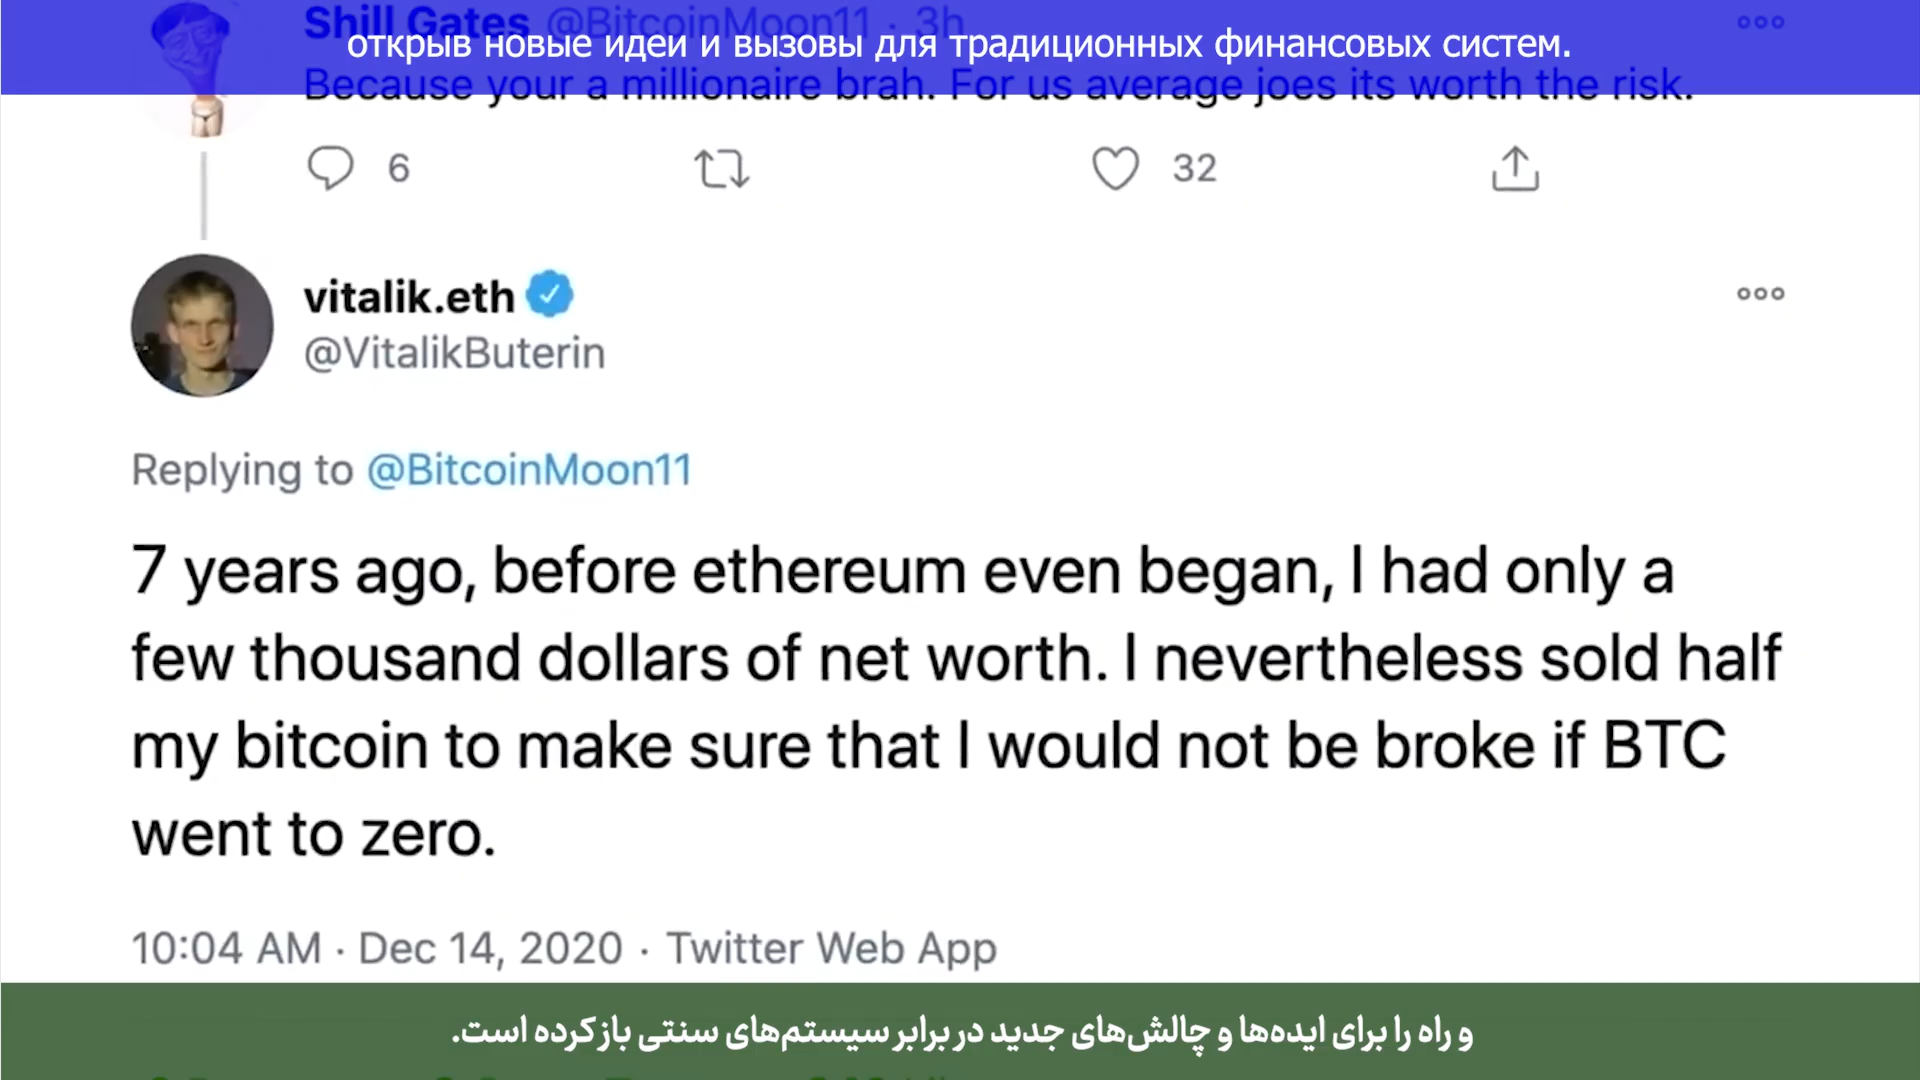 Shill Gates @BitcoinMoon11 · 3h
открыв новые идеи и вызовы для традиционных финансовых систем.
Because your a millionaire brah. For us average joes its worth the risk.
6 32
vitalik.eth
@VitalikButerin
Replying to @BitcoinMoon11
7 years ago, before ethereum even began, I had only a
few thousand dollars of net worth. I nevertheless sold half
my bitcoin to make sure that I would not be broke if BTC
went to zero.
10:04 AM · Dec 14, 2020 · Twitter Web App
و راه را برای ایده‌ها و چالش‌های جدید در برابر سیستم‌های سنتی باز کرده است.